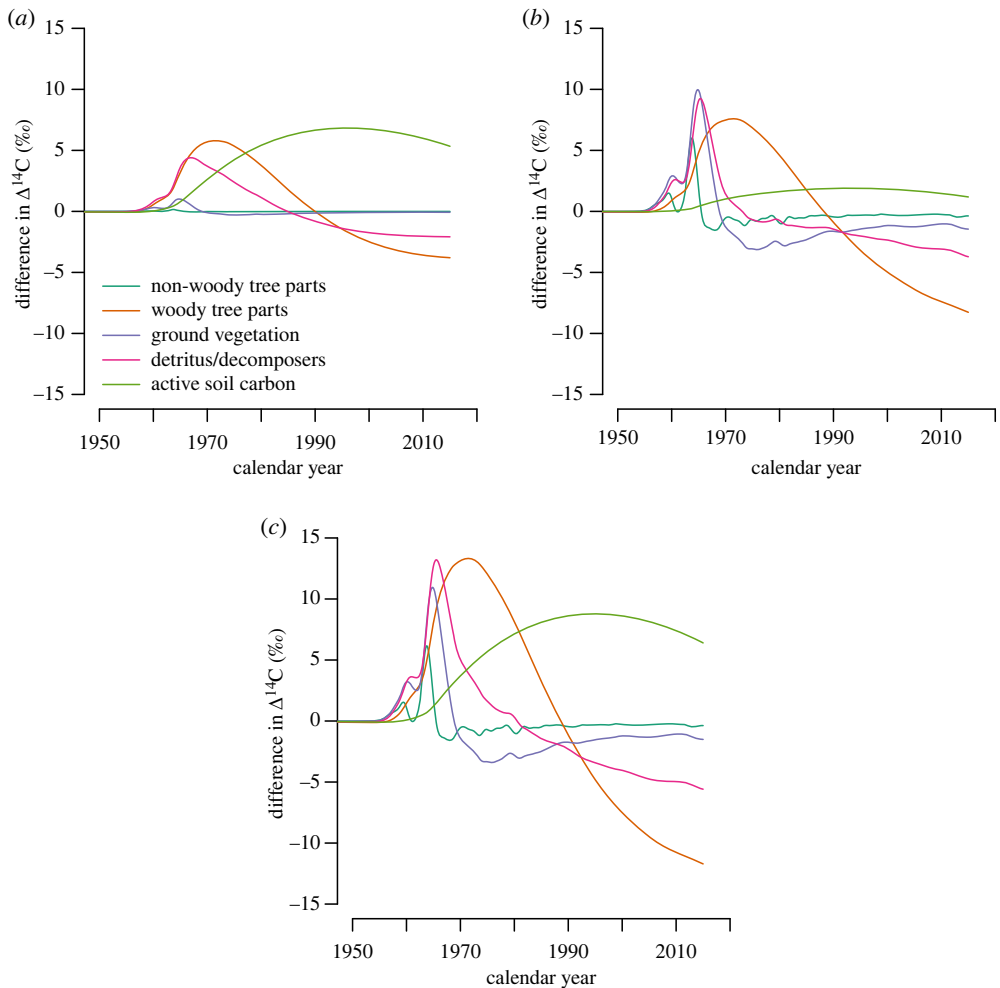 (a)
15
10
5
0
−5
−10
−15
difference in Δ14C (‰)
non-woody tree parts
woody tree parts
ground vegetation
detritus/decomposers
active soil carbon
1950 1970 1990 2010
calendar year
(b)
15
10
5
0
−5
−10
−15
difference in Δ14C (‰)
1950 1970 1990 2010
calendar year
(c)
15
10
5
0
−5
−10
−15
difference in Δ14C (‰)
1950 1970 1990 2010
calendar year